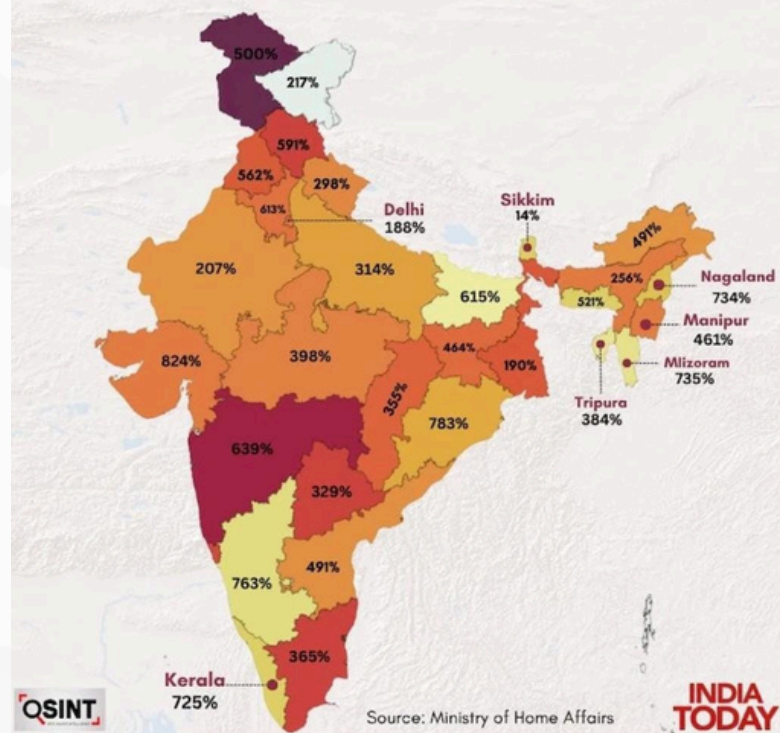 500%
217%
591%
562%
298%
613%
Delhi
188%
Sikkim
14%
491%
207%
314%
615%
256%
Nagaland
734%
521%
Manipur
461%
824%
398%
464%
190%
MIizoram
735%
355%
Tripura
384%
783%
639%
329%
763%
491%
365%
Kerala
725%
OSINT
Source: Ministry of Home Affairs
INDIA
TODAY